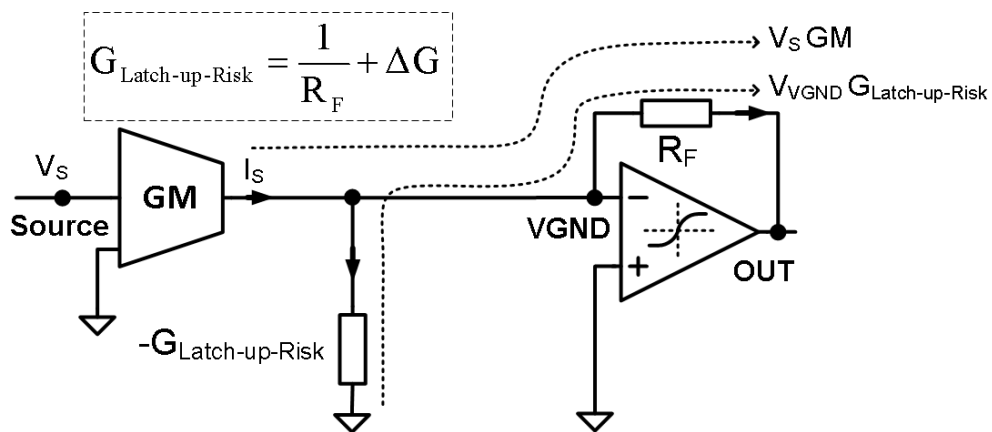 G_Latch-up-Risk = 1/R_F + ΔG
V_S GM
V_VGND G_Latch-up-Risk
V_S
GM
I_S
R_F
Source
VGND
−
+
OUT
-G_Latch-up-Risk